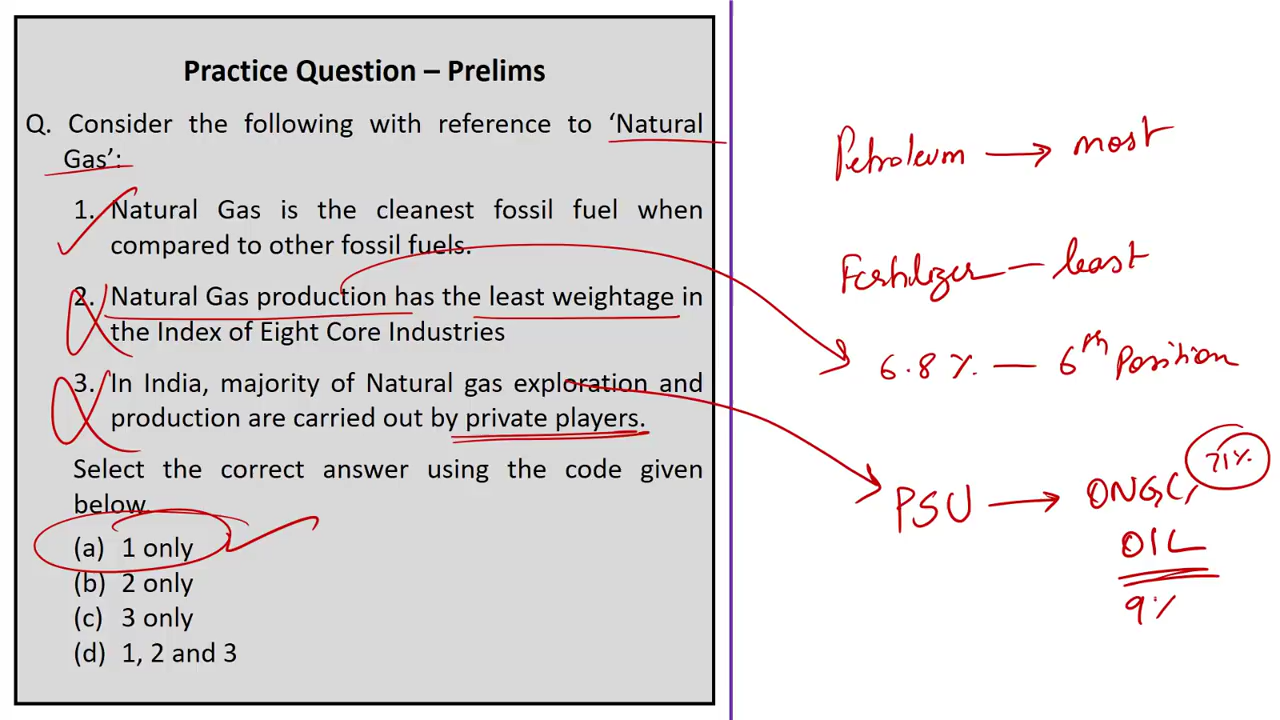 Practice Question – Prelims
Q. Consider the following with reference to ‘Natural
Gas’:
1. Natural Gas is the cleanest fossil fuel when
compared to other fossil fuels.
2. Natural Gas production has the least weightage in
the Index of Eight Core Industries
3. In India, majority of Natural gas exploration and
production are carried out by private players.
Select the correct answer using the code given
below.
(a) 1 only
(b) 2 only
(c) 3 only
(d) 1, 2 and 3
Petroleum → most
Fertilizer — least
6.8 % — 6th Position
PSU → ONGC, 71%
OIL
9%